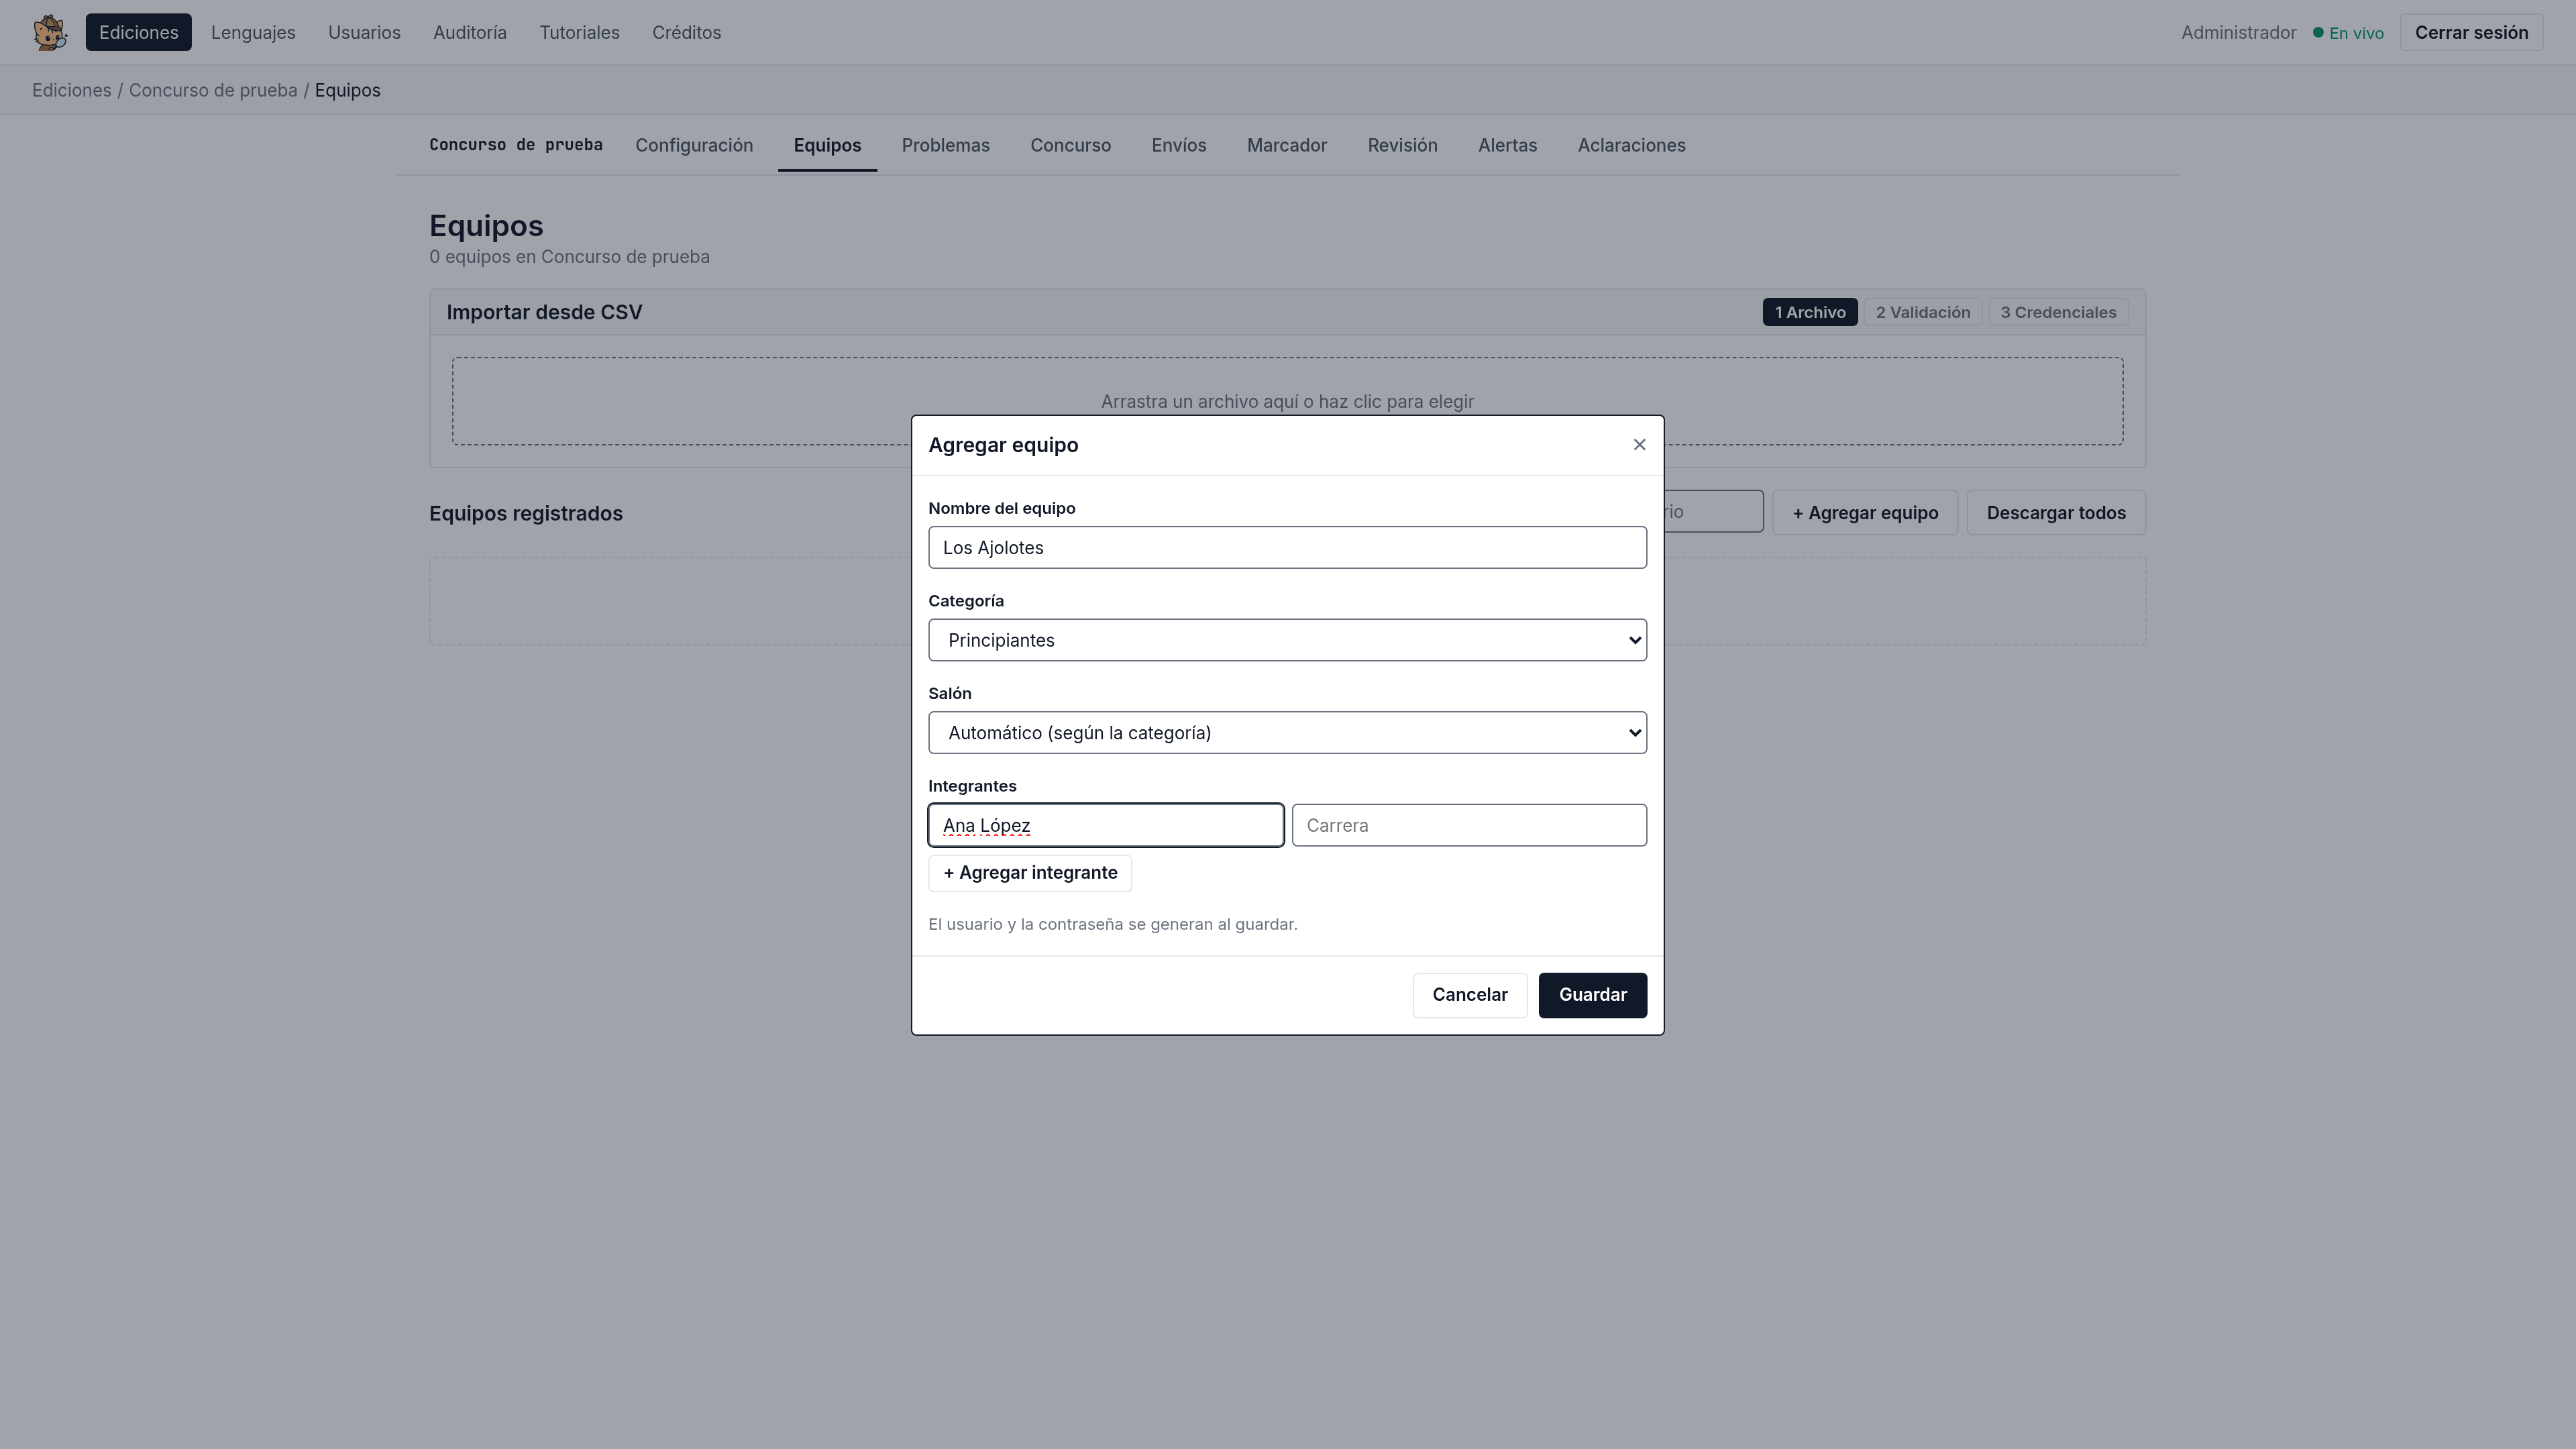 Ediciones Lenguajes Usuarios Auditoría Tutoriales Créditos Administrador En vivo Cerrar sesión
Ediciones / Concurso de prueba / Equipos
Concurso de prueba Configuración Equipos Problemas Concurso Envíos Marcador Revisión Alertas Aclaraciones
Equipos
0 equipos en Concurso de prueba
Importar desde CSV 1 Archivo 2 Validación 3 Credenciales
Arrastra un archivo aquí o haz clic para elegir
Equipos registrados + Agregar equipo Descargar todos
Agregar equipo ×
Nombre del equipo
Los Ajolotes
Categoría
Principiantes
Salón
Automático (según la categoría)
Integrantes
Ana López Carrera
+ Agregar integrante
El usuario y la contraseña se generan al guardar.
Cancelar Guardar